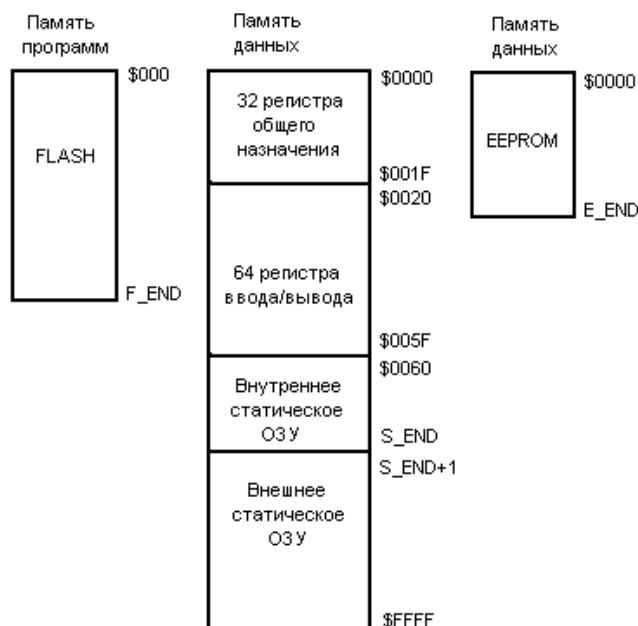 Память
программ
$000
FLASH
F_END
Память
данных
$0000
32 регистра
общего
назначения
$001F
$0020
64 регистра
ввода/вывода
$005F
$0060
Внутреннее
статическое
ОЗУ
S_END
S_END+1
Внешнее
статическое
ОЗУ
$FFFF
Память
данных
$0000
EEPROM
E_END